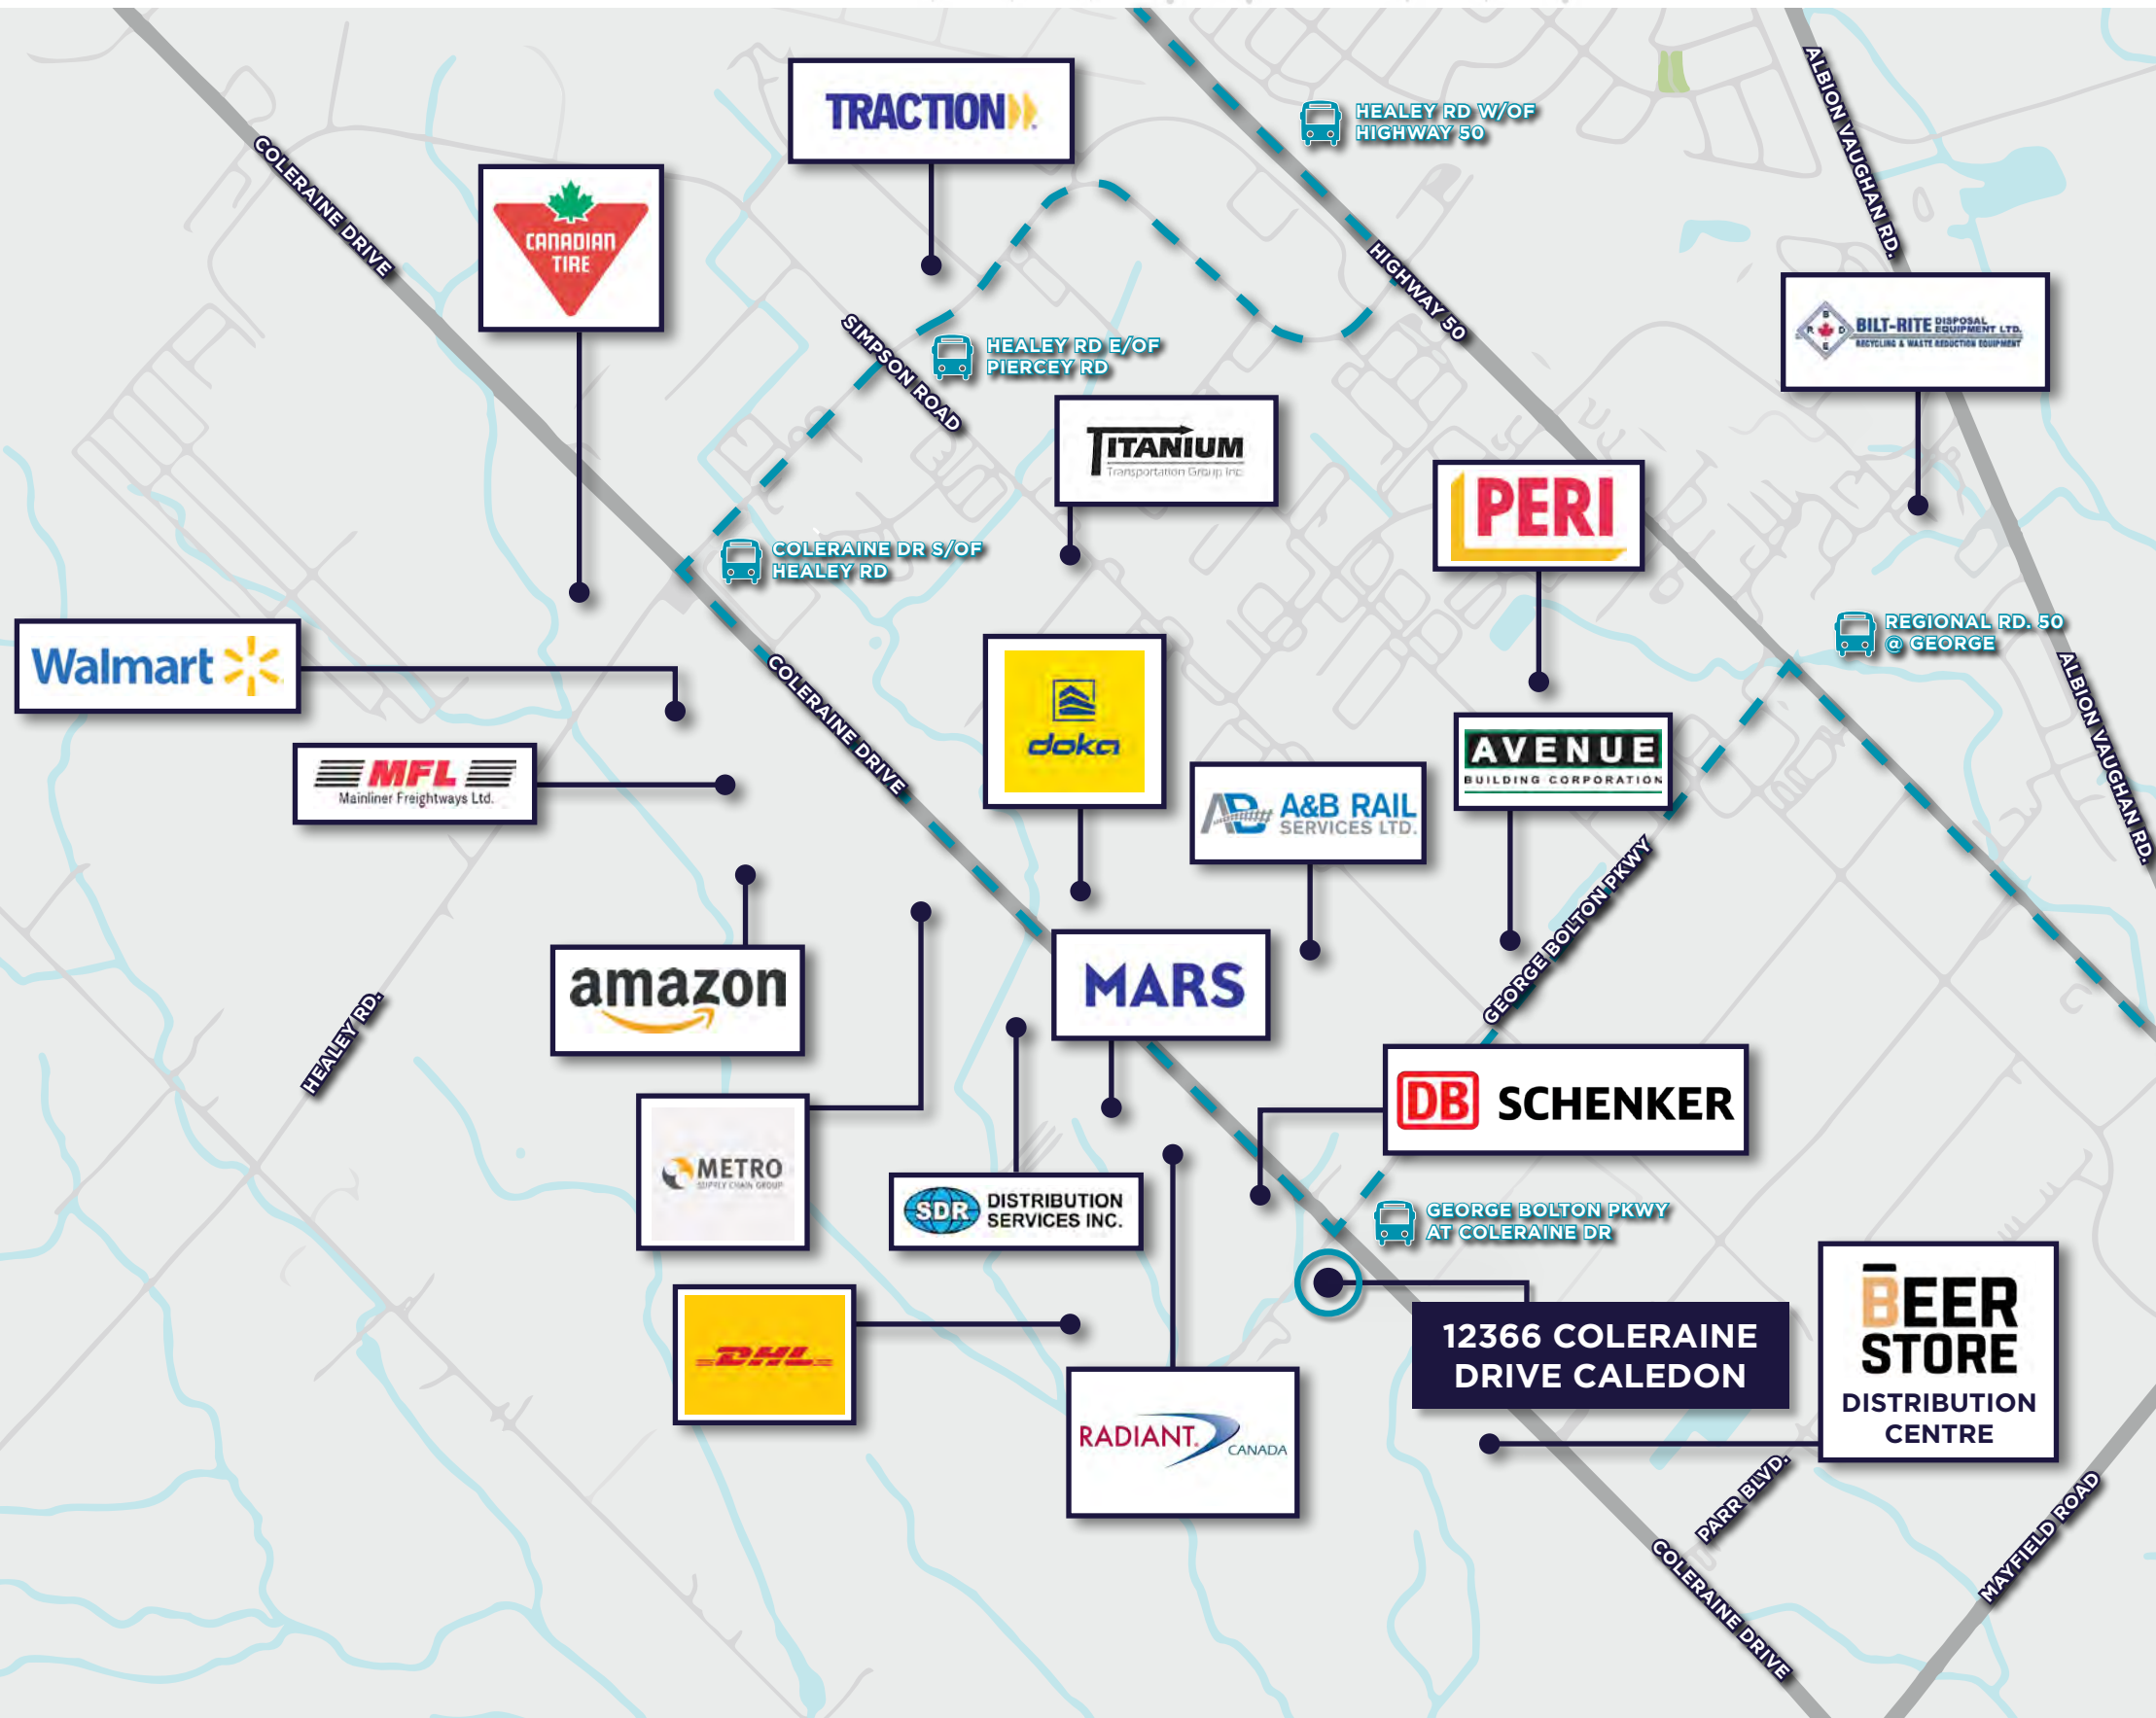 TRACTION
HEALEY RD W/OF
HIGHWAY 50
ALBION VAUGHAN RD.
COLERAINE DRIVE
CANADIAN
TIRE
HIGHWAY 50
SIMPSON ROAD
HEALEY RD E/OF
PIERCEY RD
B
R D
E
BILT-RITE DISPOSAL
EQUIPMENT LTD.
RECYCLING & WASTE REDUCTION EQUIPMENT
TITANIUM
Transportation Group Inc.
PERI
COLERAINE DR S/OF
HEALEY RD
REGIONAL RD. 50
@ GEORGE
Walmart
COLERAINE DRIVE
doka
ALBION VAUGHAN RD.
AVENUE
BUILDING CORPORATION
MFL
Mainliner Freightways Ltd.
AB A&B RAIL
SERVICES LTD.
GEORGE BOLTON PKWY
amazon
MARS
HEALEY RD.
DB SCHENKER
METRO
SUPPLY CHAIN GROUP
SDR DISTRIBUTION
SERVICES INC.
GEORGE BOLTON PKWY
AT COLERAINE DR
DHL
12366 COLERAINE
DRIVE CALEDON
BEER
STORE
DISTRIBUTION
CENTRE
RADIANT.
CANADA
PARR BLVD.
MAYFIELD ROAD
COLERAINE DRIVE